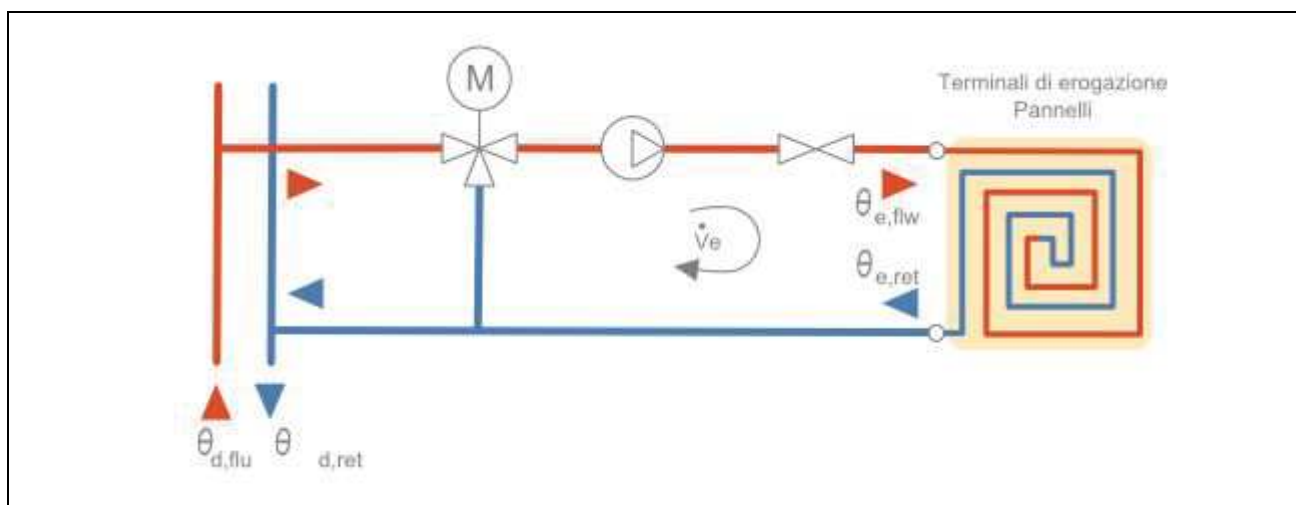 M
Terminali di erogazione
Pannelli
θe,flw
V̇e
θe,ret
θd,flu θ d,ret